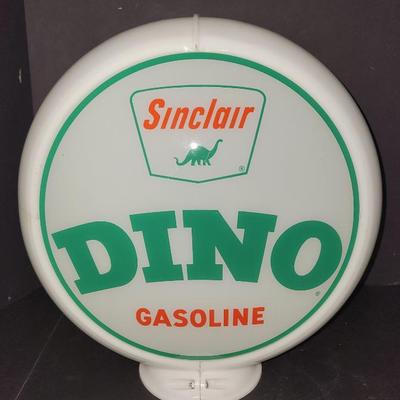 Sinclair
®
DINO
®
GASOLINE